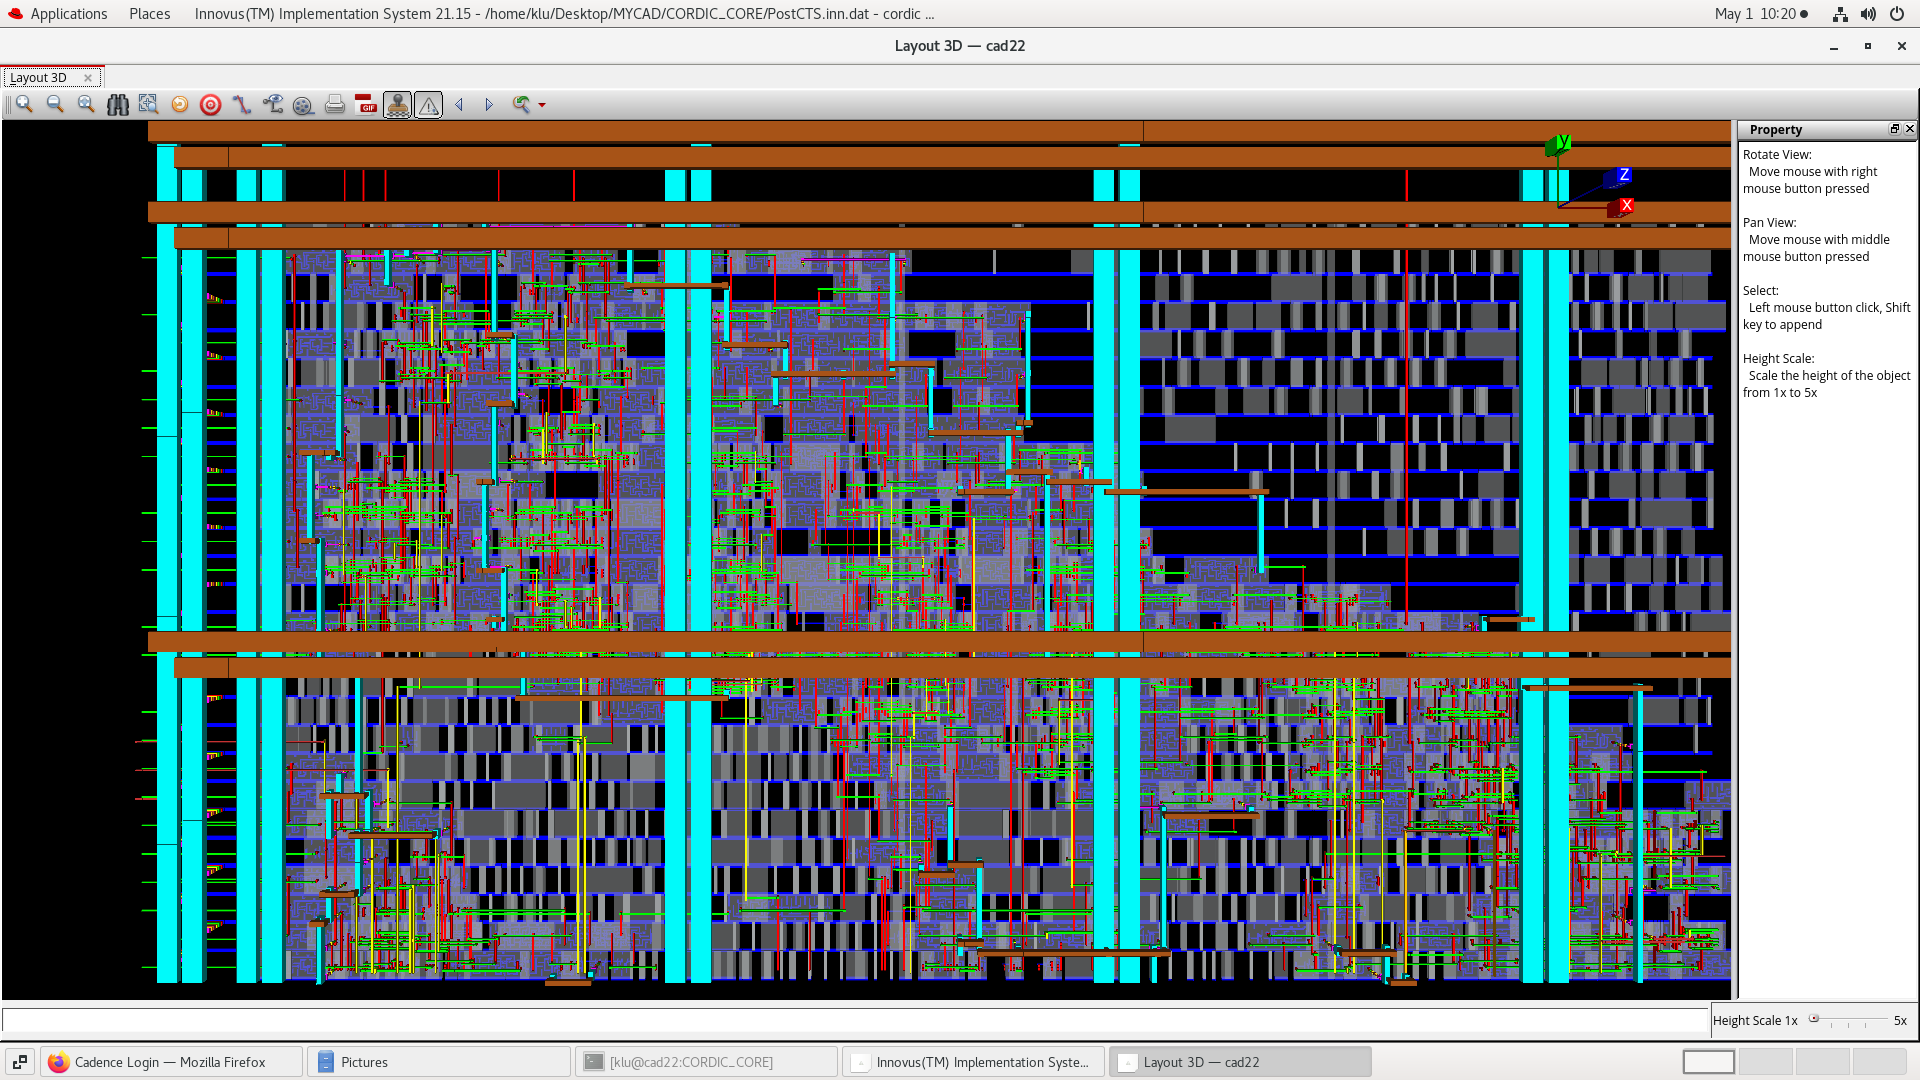 Applications Places Innovus(TM) Implementation System 21.15 - /home/klu/Desktop/MYCAD/CORDIC_CORE/PostCTS.inn.dat - cordic ... May 1 10:20
Layout 3D — cad22
Layout 3D
GIF
Property
Rotate View:
Move mouse with right
mouse button pressed
Pan View:
Move mouse with middle
mouse button pressed
Select:
Left mouse button click, Shift
key to append
Height Scale:
Scale the height of the object
from 1x to 5x
y
Z
X
Height Scale 1x 5x
Cadence Login — Mozilla Firefox Pictures [klu@cad22:CORDIC_CORE] Innovus(TM) Implementation Syste... Layout 3D — cad22